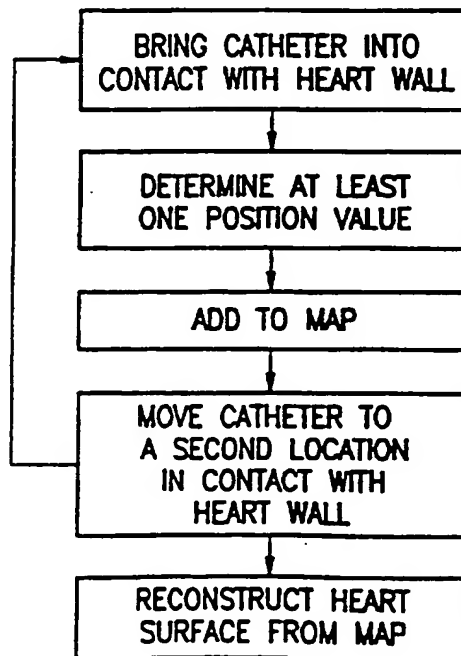 BRING CATHETER INTO
CONTACT WITH HEART WALL
DETERMINE AT LEAST
ONE POSITION VALUE
ADD TO MAP
MOVE CATHETER TO
A SECOND LOCATION
IN CONTACT WITH
HEART WALL
RECONSTRUCT HEART
SURFACE FROM MAP